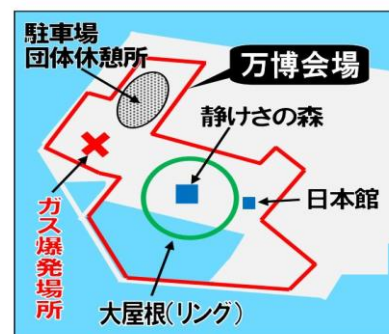 駐車場
団体休憩所
万博会場
静けさの森
日本館
ガス爆発場所
大屋根(リング)